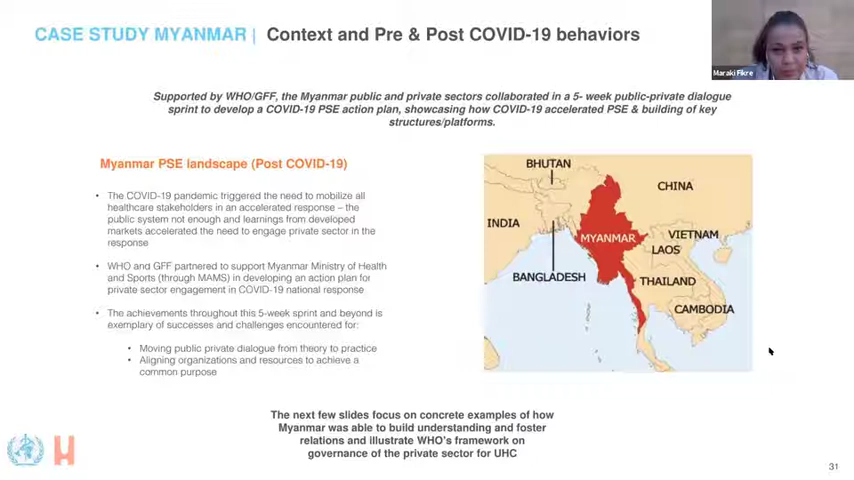 CASE STUDY MYANMAR | Context and Pre & Post COVID-19 behaviors
Maraki Fikre
Supported by WHO/GFF, the Myanmar public and private sectors collaborated in a 5- week public-private dialogue
sprint to develop a COVID-19 PSE action plan, showcasing how COVID-19 accelerated PSE & building of key
structures/platforms.
Myanmar PSE landscape (Post COVID-19)
• The COVID-19 pandemic triggered the need to mobilize all
healthcare stakeholders in an accelerated response – the
public system not enough and learnings from developed
markets accelerated the need to engage private sector in the
response
• WHO and GFF partnered to support Myanmar Ministry of Health
and Sports (through MAMS) in developing an action plan for
private sector engagement in COVID-19 national response
• The achievements throughout this 5-week sprint and beyond is
exemplary of successes and challenges encountered for:
• Moving public private dialogue from theory to practice
• Aligning organizations and resources to achieve a
common purpose
BHUTAN
CHINA
INDIA
MYANMAR
VIETNAM
LAOS
BANGLADESH
THAILAND
CAMBODIA
The next few slides focus on concrete examples of how
Myanmar was able to build understanding and foster
relations and illustrate WHO's framework on
governance of the private sector for UHC
31